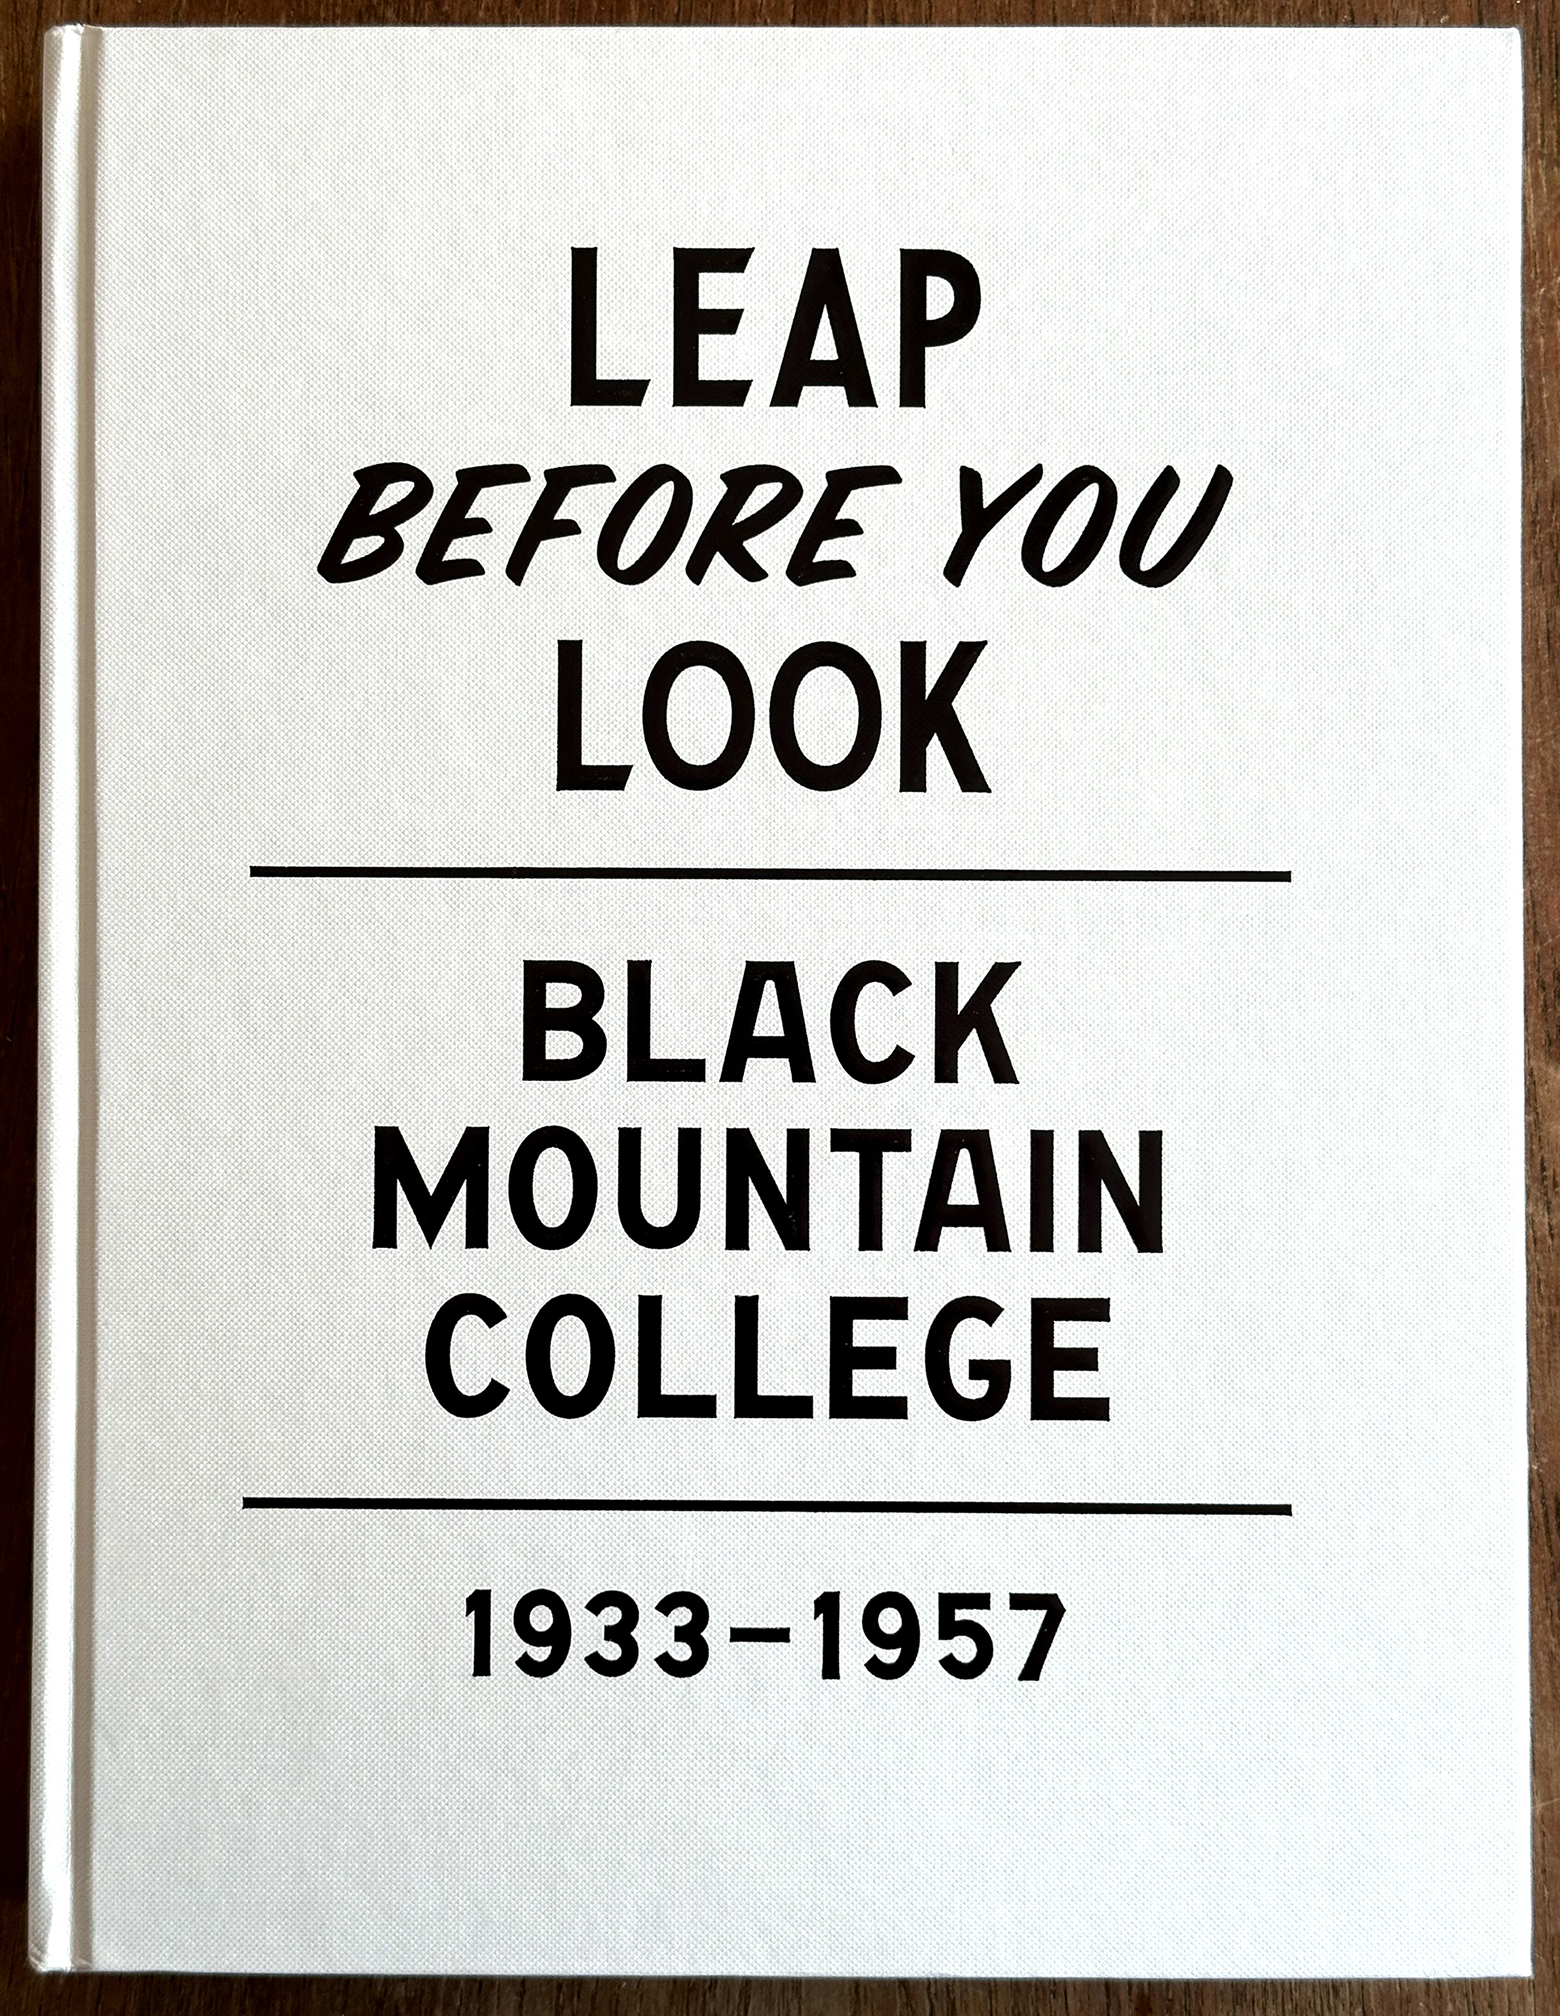 LEAP
BEFORE YOU
LOOK
BLACK
MOUNTAIN
COLLEGE
1933–1957